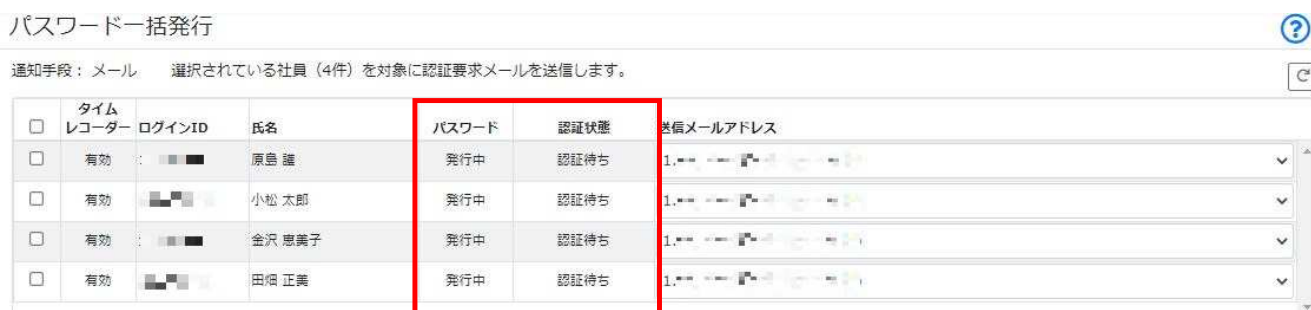 パスワード一括発行
通知手段： メール　　選択されている社員（4件）を対象に認証要求メールを送信します。
タイム
レコーダー ログインID 氏名 パスワード 認証状態 送信メールアドレス
有効 原島 誰 発行中 認証待ち 1.
有効 小松 太郎 発行中 認証待ち 1.
有効 金沢 恵美子 発行中 認証待ち 1.
有効 田畑 正美 発行中 認証待ち 1.